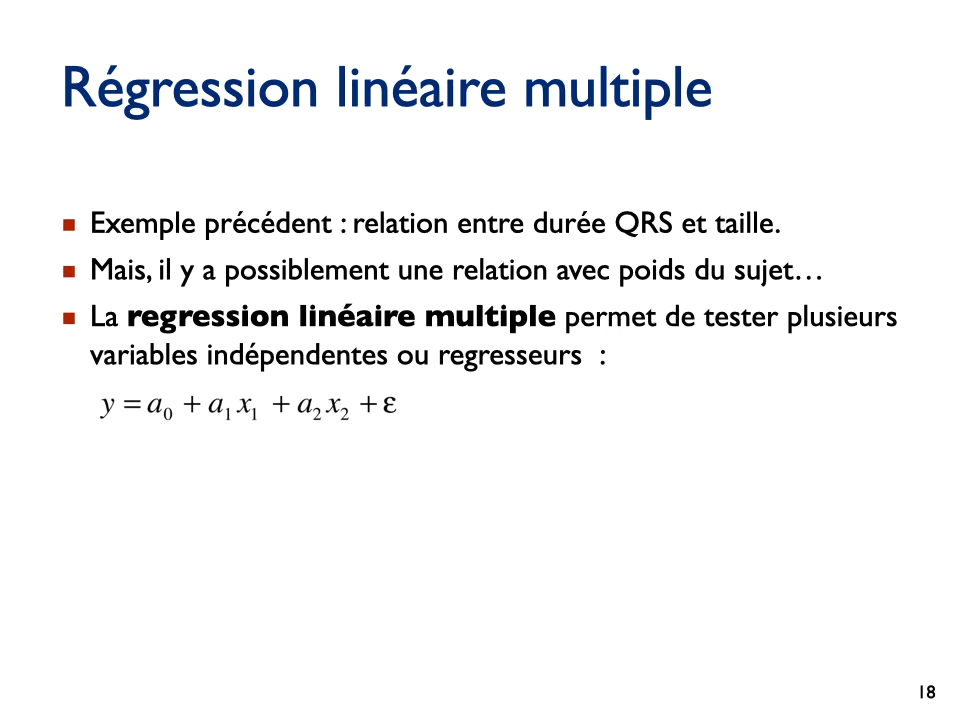 Régression linéaire multiple
Exemple précédent : relation entre durée QRS et taille.
Mais, il y a possiblement une relation avec poids du sujet…
La regression linéaire multiple permet de tester plusieurs
variables indépendentes ou regresseurs :
y = a₀ + a₁ x₁ + a₂ x₂ + ε
18